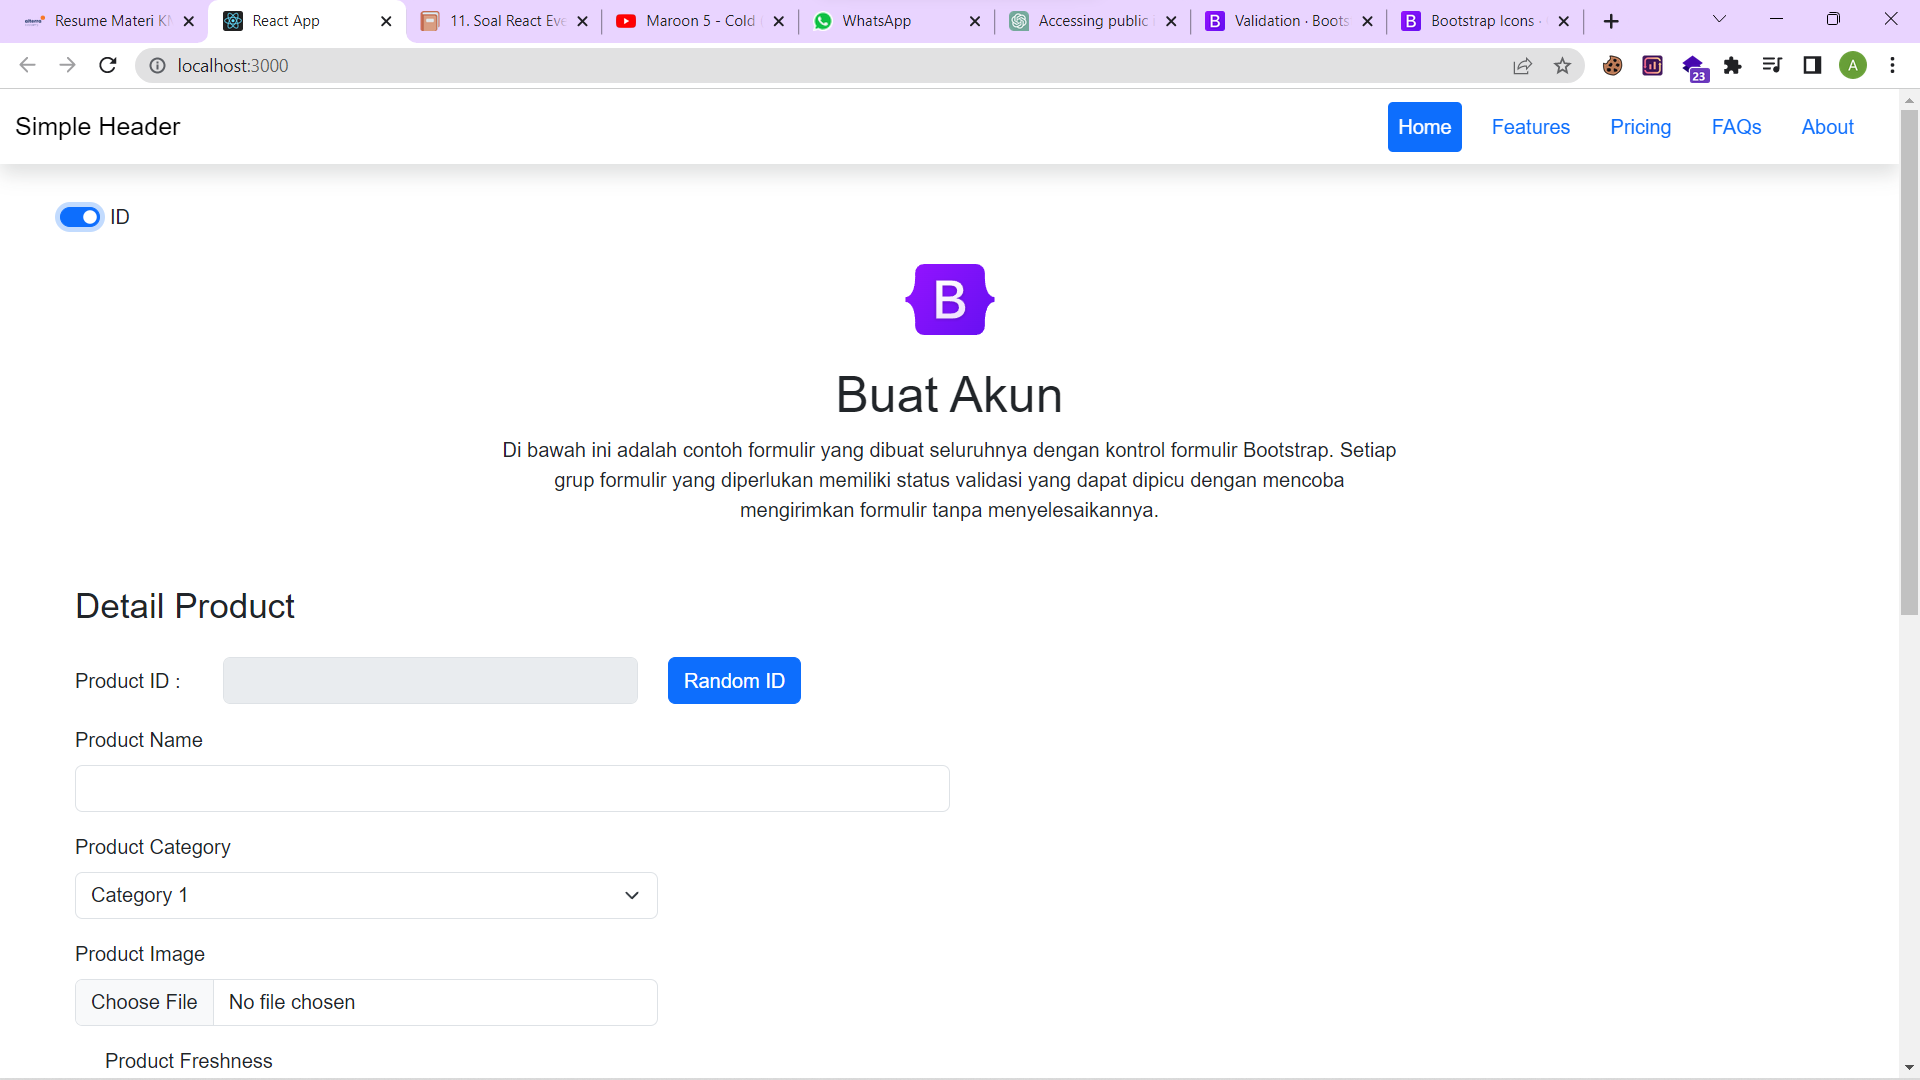 Resume Materi KM
React App
11. Soal React Eve
Maroon 5 - Cold
WhatsApp
Accessing public
Validation · Boots
Bootstrap Icons ·
localhost:3000
23
A
Simple Header
Home
Features
Pricing
FAQs
About
ID
B
Buat Akun
Di bawah ini adalah contoh formulir yang dibuat seluruhnya dengan kontrol formulir Bootstrap. Setiap
grup formulir yang diperlukan memiliki status validasi yang dapat dipicu dengan mencoba
mengirimkan formulir tanpa menyelesaikannya.
Detail Product
Product ID :
Random ID
Product Name
Product Category
Category 1
Product Image
Choose File
No file chosen
Product Freshness